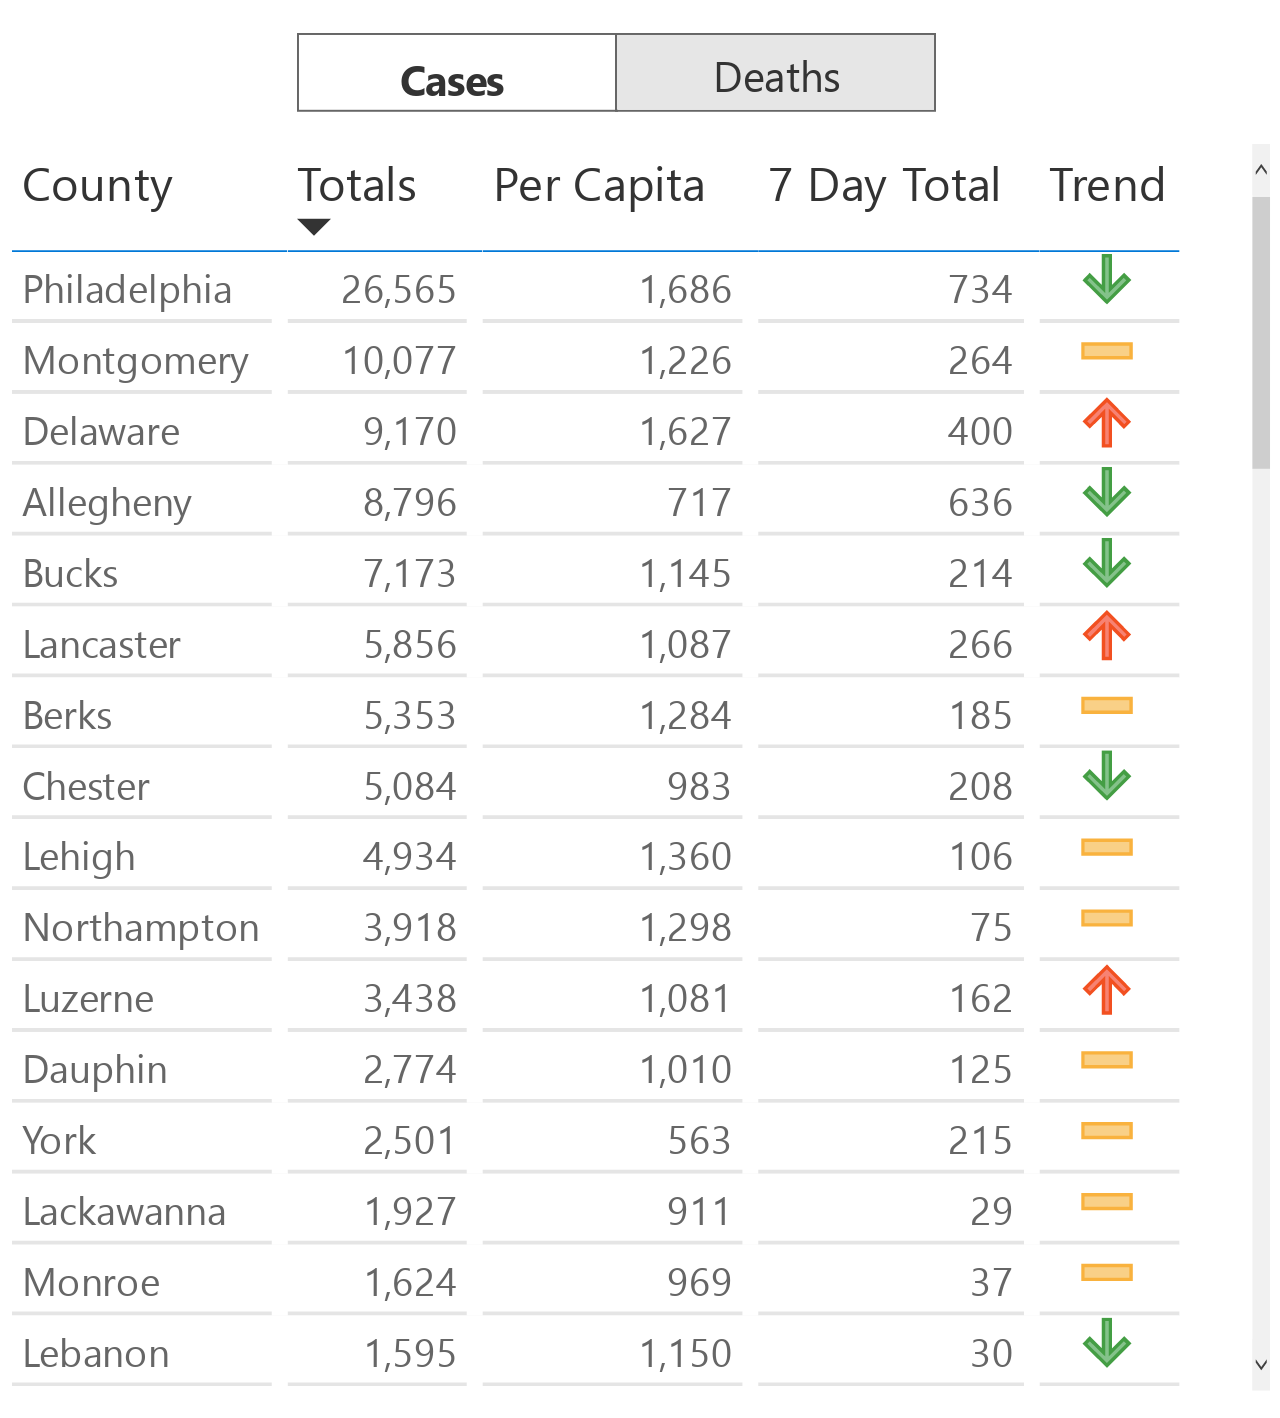 Cases Deaths
County Totals Per Capita 7 Day Total Trend
Philadelphia 26,565 1,686 734
Montgomery 10,077 1,226 264
Delaware 9,170 1,627 400
Allegheny 8,796 717 636
Bucks 7,173 1,145 214
Lancaster 5,856 1,087 266
Berks 5,353 1,284 185
Chester 5,084 983 208
Lehigh 4,934 1,360 106
Northampton 3,918 1,298 75
Luzerne 3,438 1,081 162
Dauphin 2,774 1,010 125
York 2,501 563 215
Lackawanna 1,927 911 29
Monroe 1,624 969 37
Lebanon 1,595 1,150 30